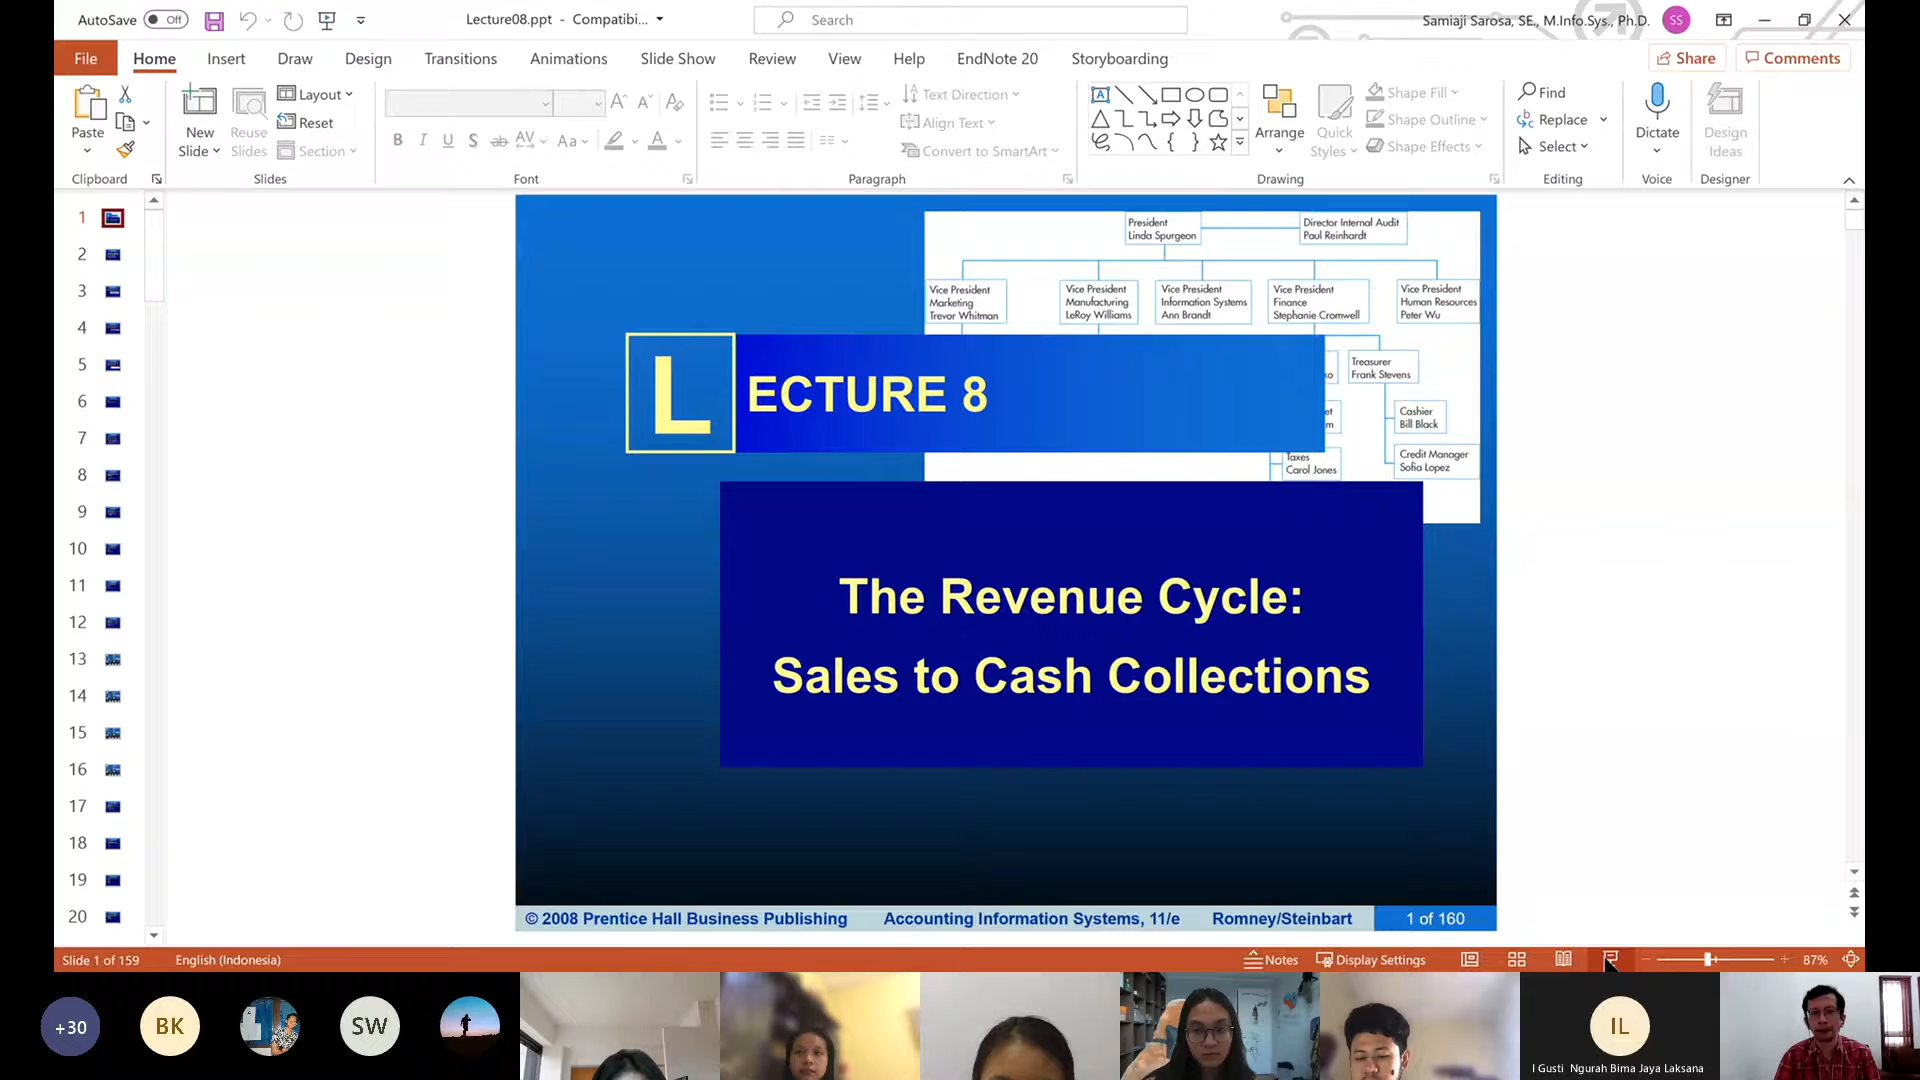 AutoSave Off Lecture08.ppt - Compatibi... Search Samiaji Sarosa, SE., M.Info.Sys., Ph.D. SS
File Home Insert Draw Design Transitions Animations Slide Show Review View Help EndNote 20 Storyboarding Share Comments
Paste
New Slide
Reuse Slides
Layout
Reset
Section
Text Direction
Align Text
Convert to SmartArt
Arrange
Quick Styles
Shape Fill
Shape Outline
Shape Effects
Find
Replace
Select
Dictate
Design Ideas
Clipboard Slides Font Paragraph Drawing Editing Voice Designer
1
2
3
4
5
6
7
8
9
10
11
12
13
14
15
16
17
18
19
20
President
Linda Spurgeon
Director Internal Audit
Paul Reinhardt
Vice President
Marketing
Trevor Whitman
Vice President
Manufacturing
LeRoy Williams
Vice President
Information Systems
Ann Brandt
Vice President
Finance
Stephanie Cromwell
Vice President
Human Resources
Peter Wu
Treasurer
Frank Stevens
Cashier
Bill Black
Taxes
Carol Jones
Credit Manager
Sofia Lopez
LECTURE 8
The Revenue Cycle:
Sales to Cash Collections
© 2008 Prentice Hall Business Publishing Accounting Information Systems, 11/e Romney/Steinbart 1 of 160
Slide 1 of 159 English (Indonesia) Notes Display Settings 87%
+30 BK SW IL
I Gusti Ngurah Bima Jaya Laksana